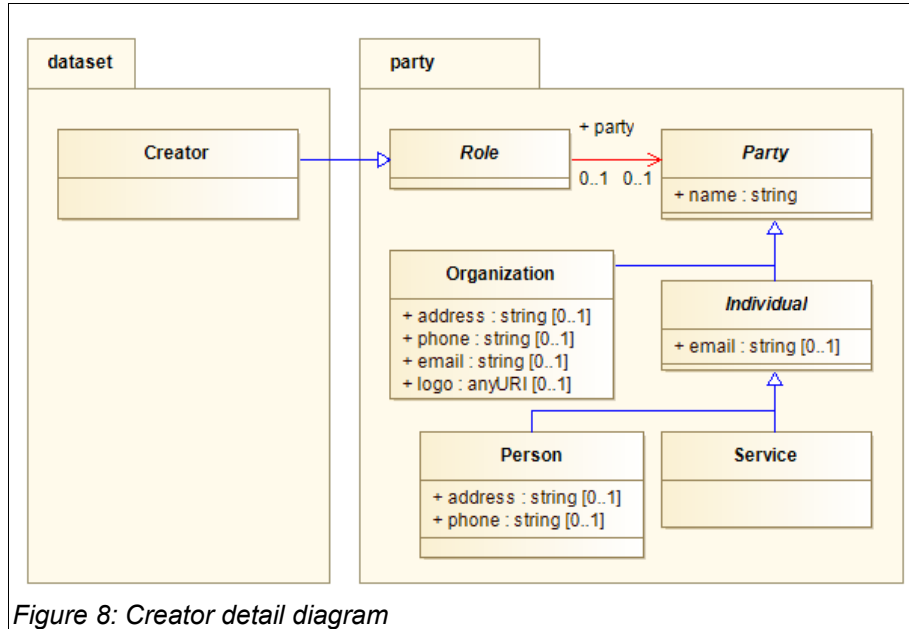 dataset
party
Creator
Role
+ party
0..1 0..1
Party
+ name : string
Organization
+ address : string [0..1]
+ phone : string [0..1]
+ email : string [0..1]
+ logo : anyURI [0..1]
Individual
+ email : string [0..1]
Person
+ address : string [0..1]
+ phone : string [0..1]
Service
Figure 8: Creator detail diagram